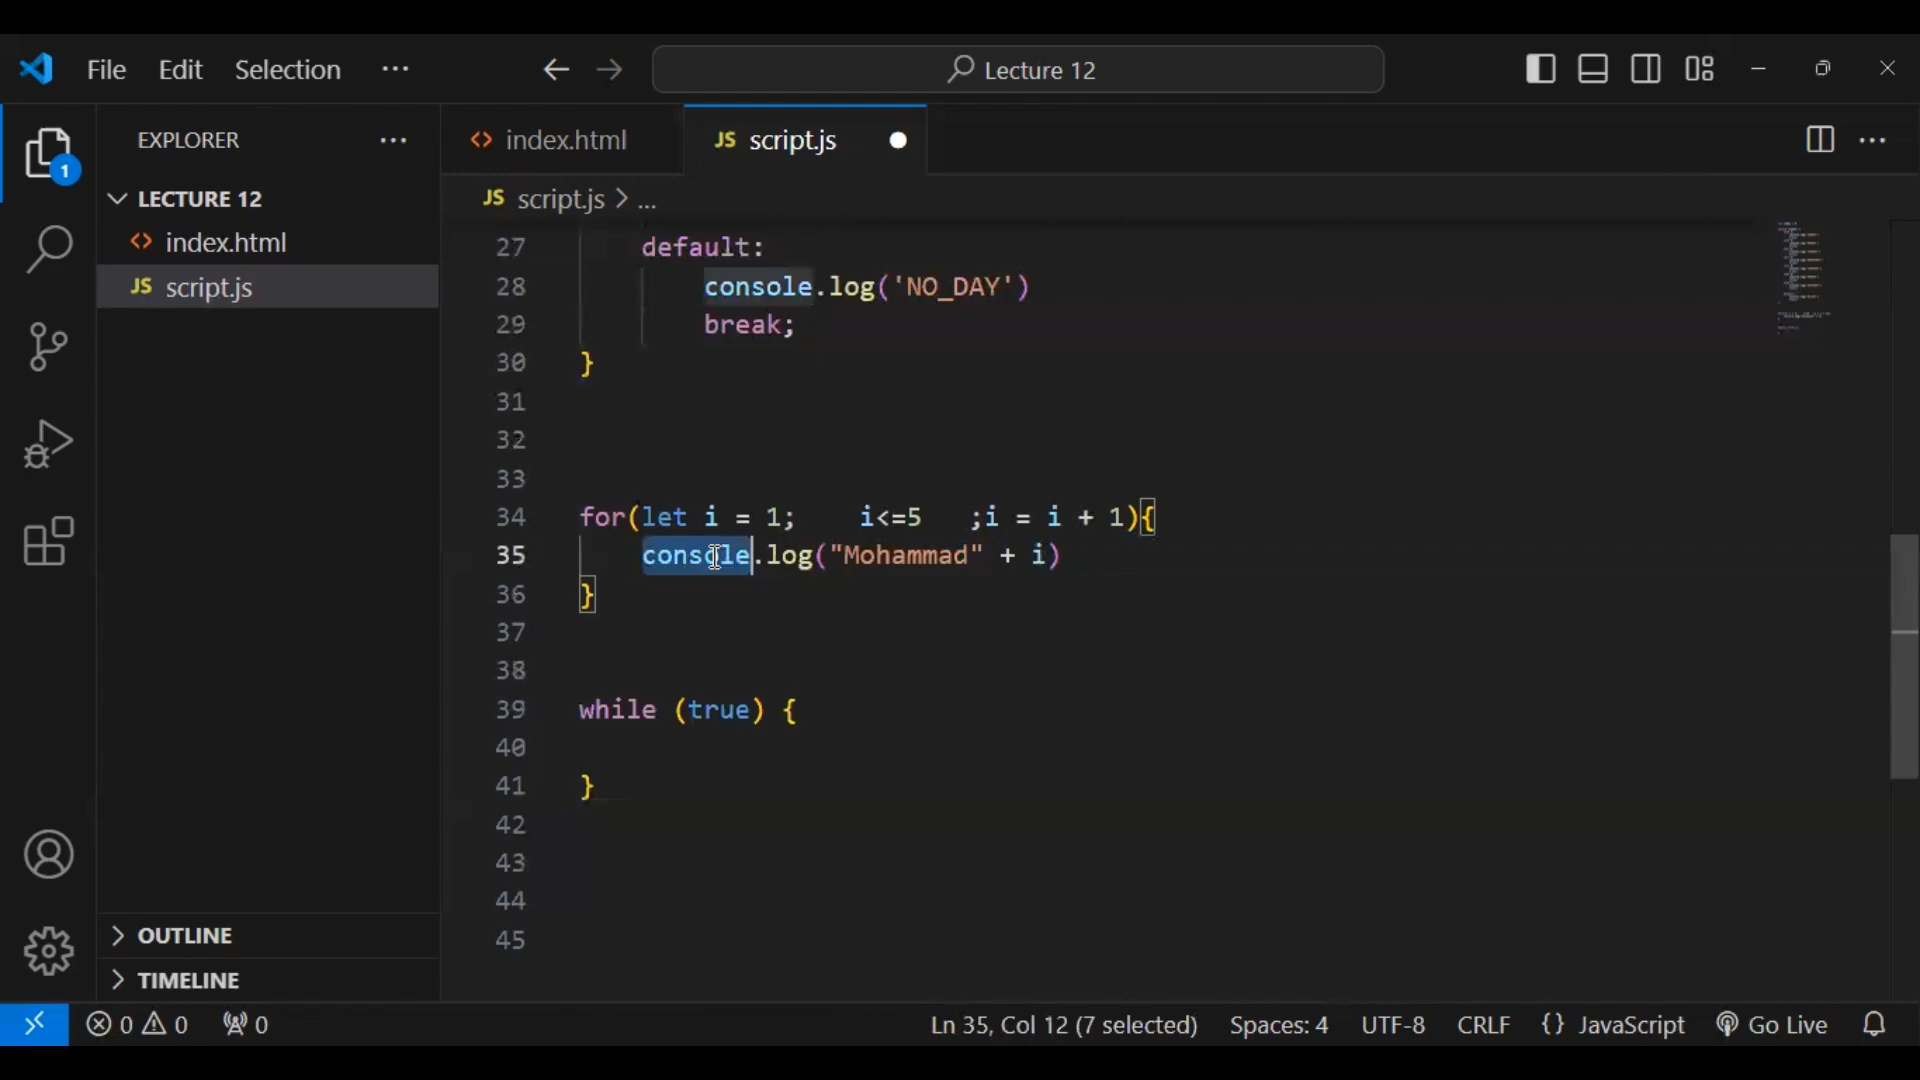 File Edit Selection ··· Lecture 12
EXPLORER ···
1
LECTURE 12
index.html
script.js
OUTLINE
TIMELINE
index.html JS script.js
JS script.js > ...
27 default:
28 console.log('NO_DAY')
29 break;
30 }
31
32
33
34 for(let i = 1;    i<=5   ;i = i + 1){
35 console.log("Mohammad" + i)
36 }
37
38
39 while (true) {
40
41 }
42
43
44
45
0 0 0 Ln 35, Col 12 (7 selected) Spaces: 4 UTF-8 CRLF {} JavaScript Go Live